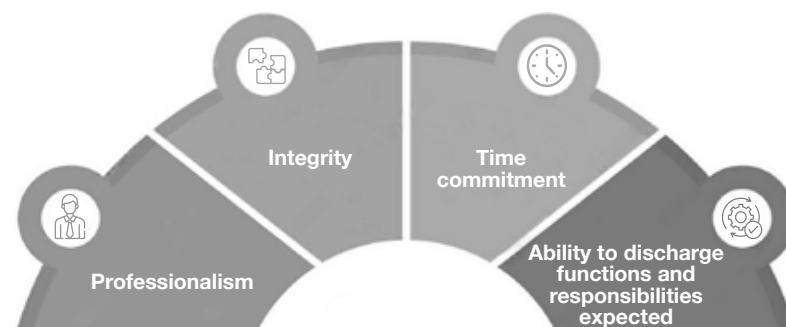 Professionalism
Integrity
Time
commitment
Ability to discharge
functions and
responsibilities
expected